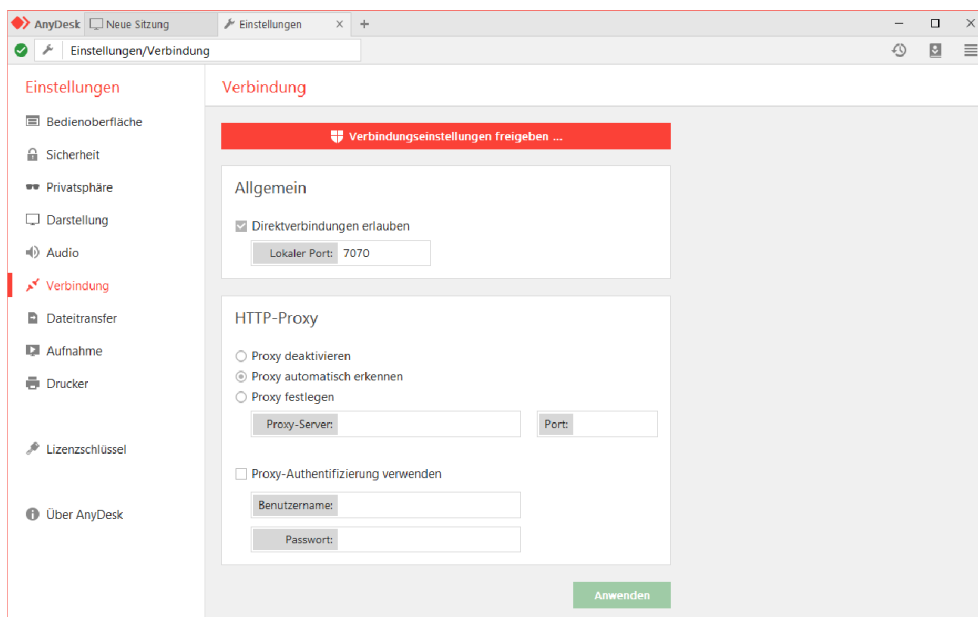 AnyDesk Neue Sitzung Einstellungen
Einstellungen/Verbindung
Einstellungen
Bedienoberfläche
Sicherheit
Privatsphäre
Darstellung
Audio
Verbindung
Dateitransfer
Aufnahme
Drucker
Lizenzschlüssel
Über AnyDesk
Verbindung
Verbindungseinstellungen freigeben ...
Allgemein
Direktverbindungen erlauben
Lokaler Port: 7070
HTTP-Proxy
Proxy deaktivieren
Proxy automatisch erkennen
Proxy festlegen
Proxy-Server: Port:
Proxy-Authentifizierung verwenden
Benutzername:
Passwort:
Anwenden